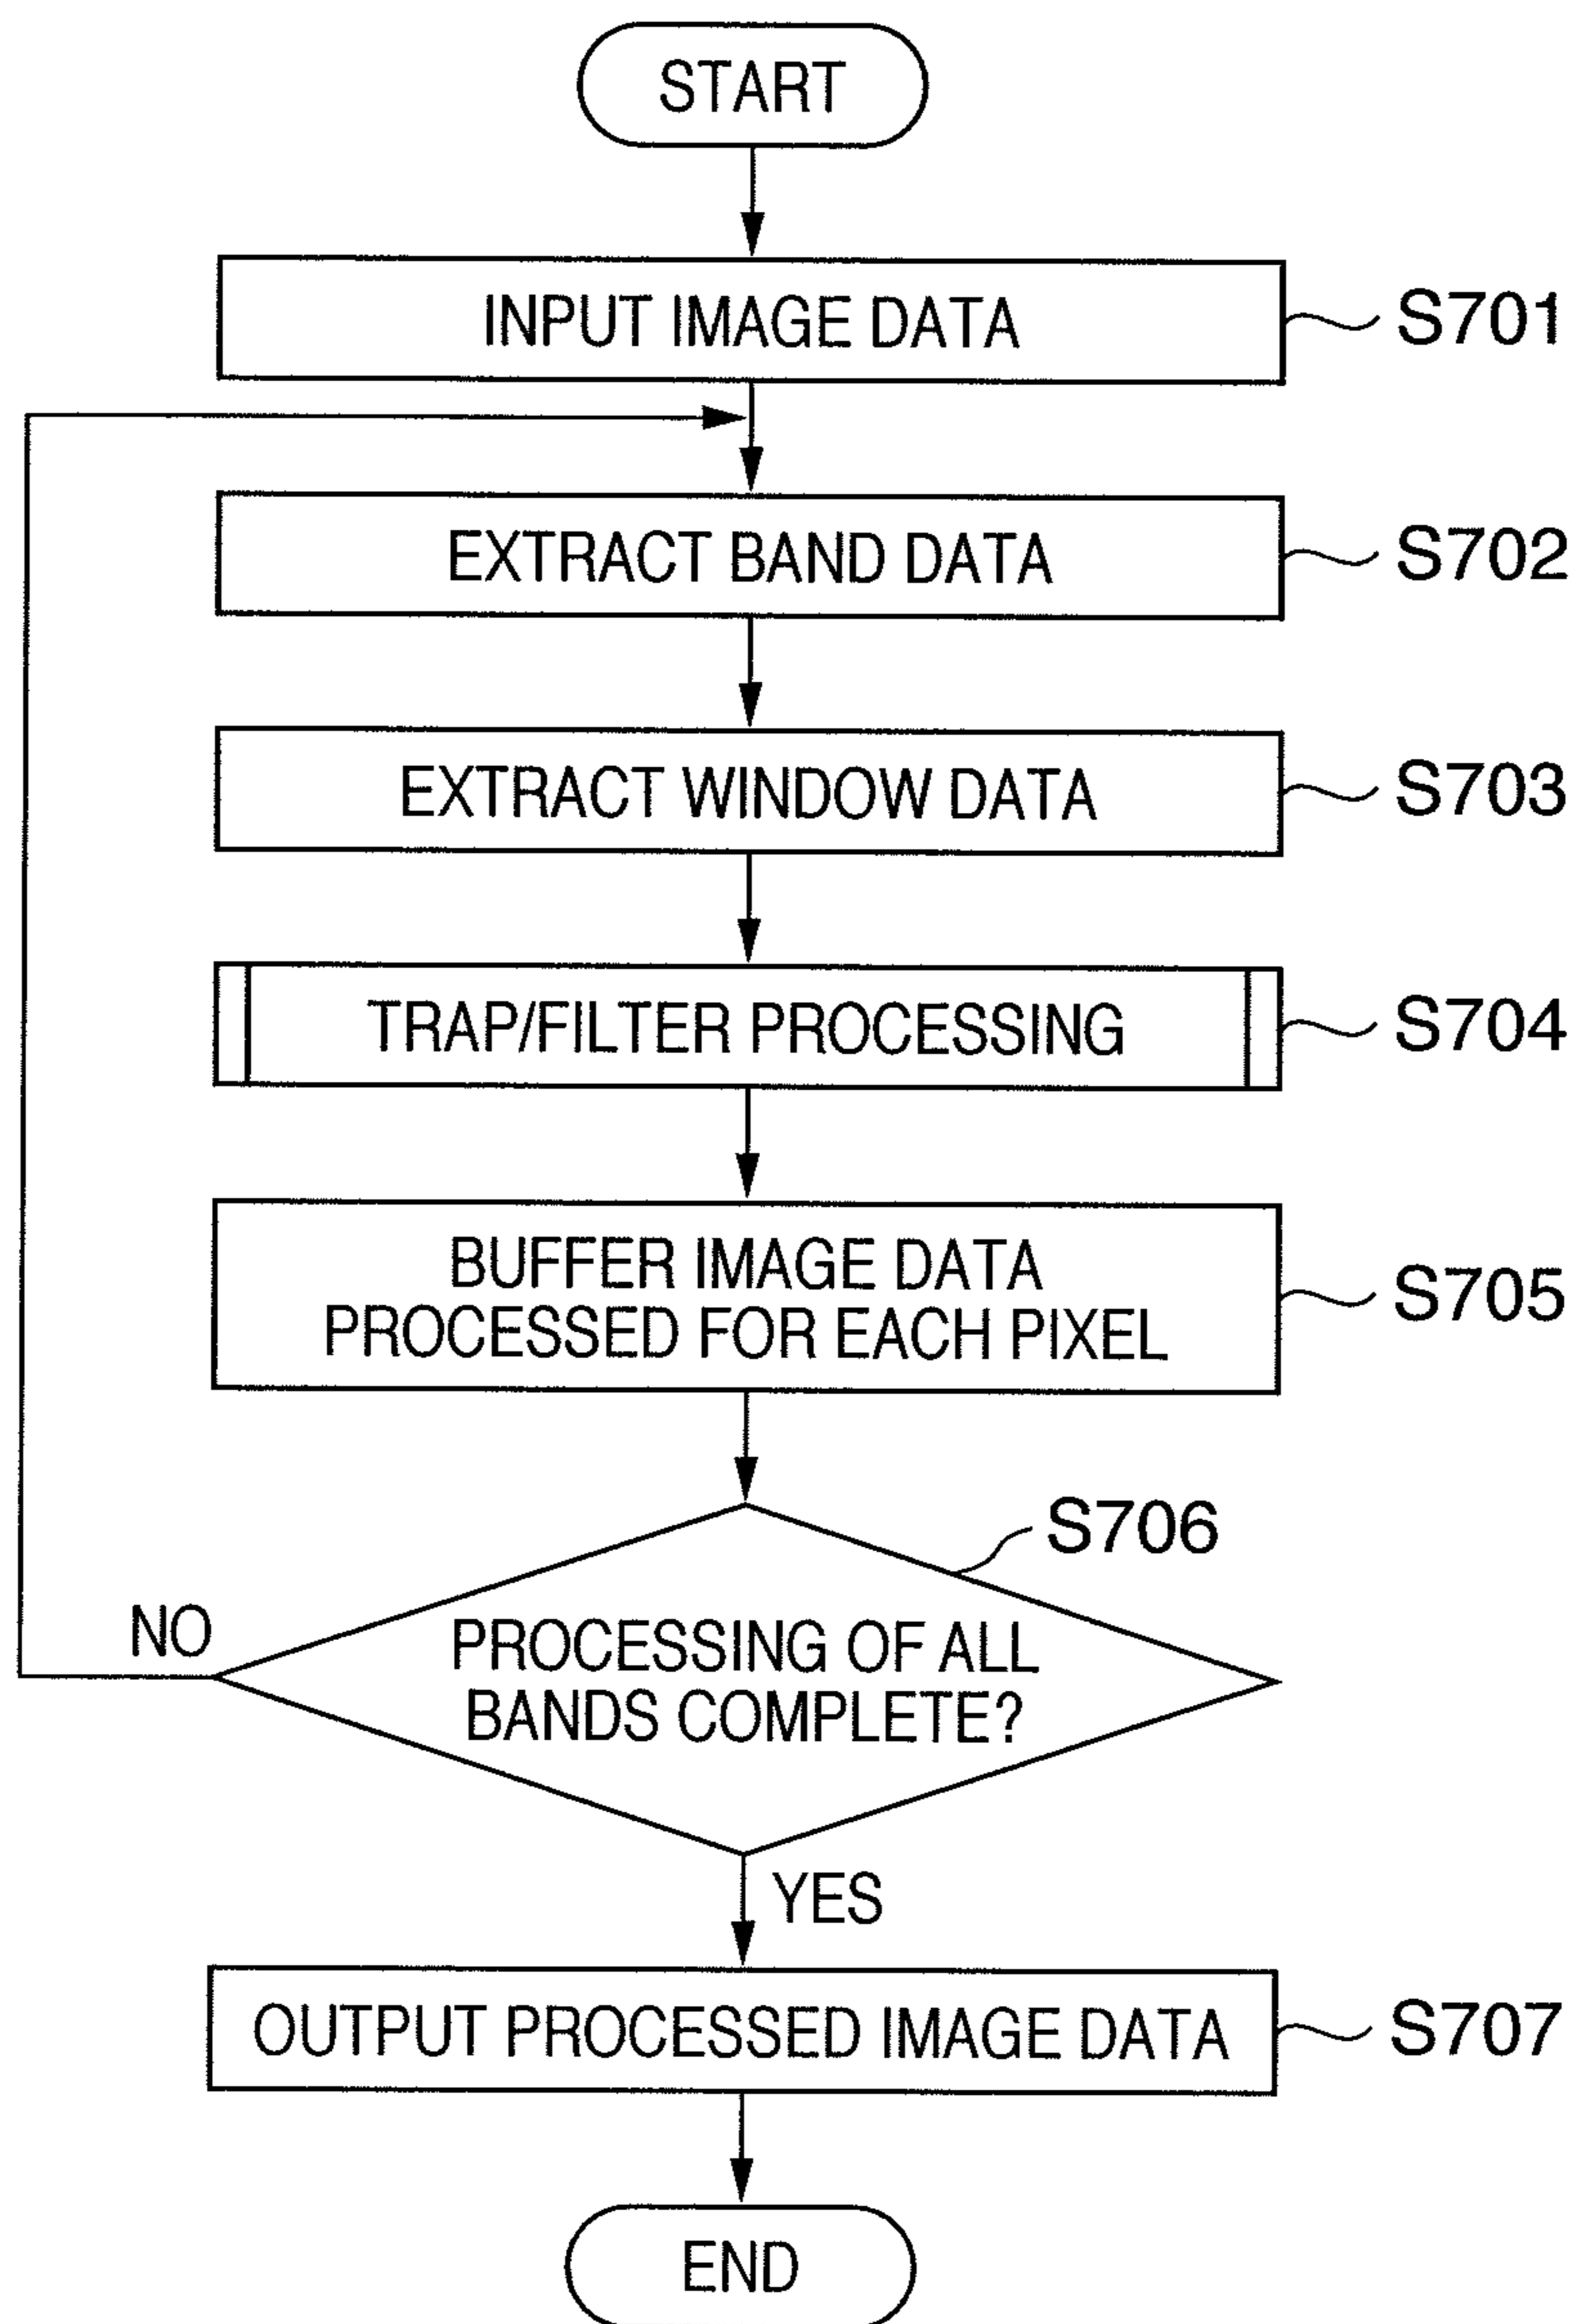 START
INPUT IMAGE DATA
S701
EXTRACT BAND DATA
S702
EXTRACT WINDOW DATA
S703
TRAP/FILTER PROCESSING
S704
BUFFER IMAGE DATA
PROCESSED FOR EACH PIXEL
S705
S706
NO
PROCESSING OF ALL
BANDS COMPLETE?
YES
OUTPUT PROCESSED IMAGE DATA
S707
END